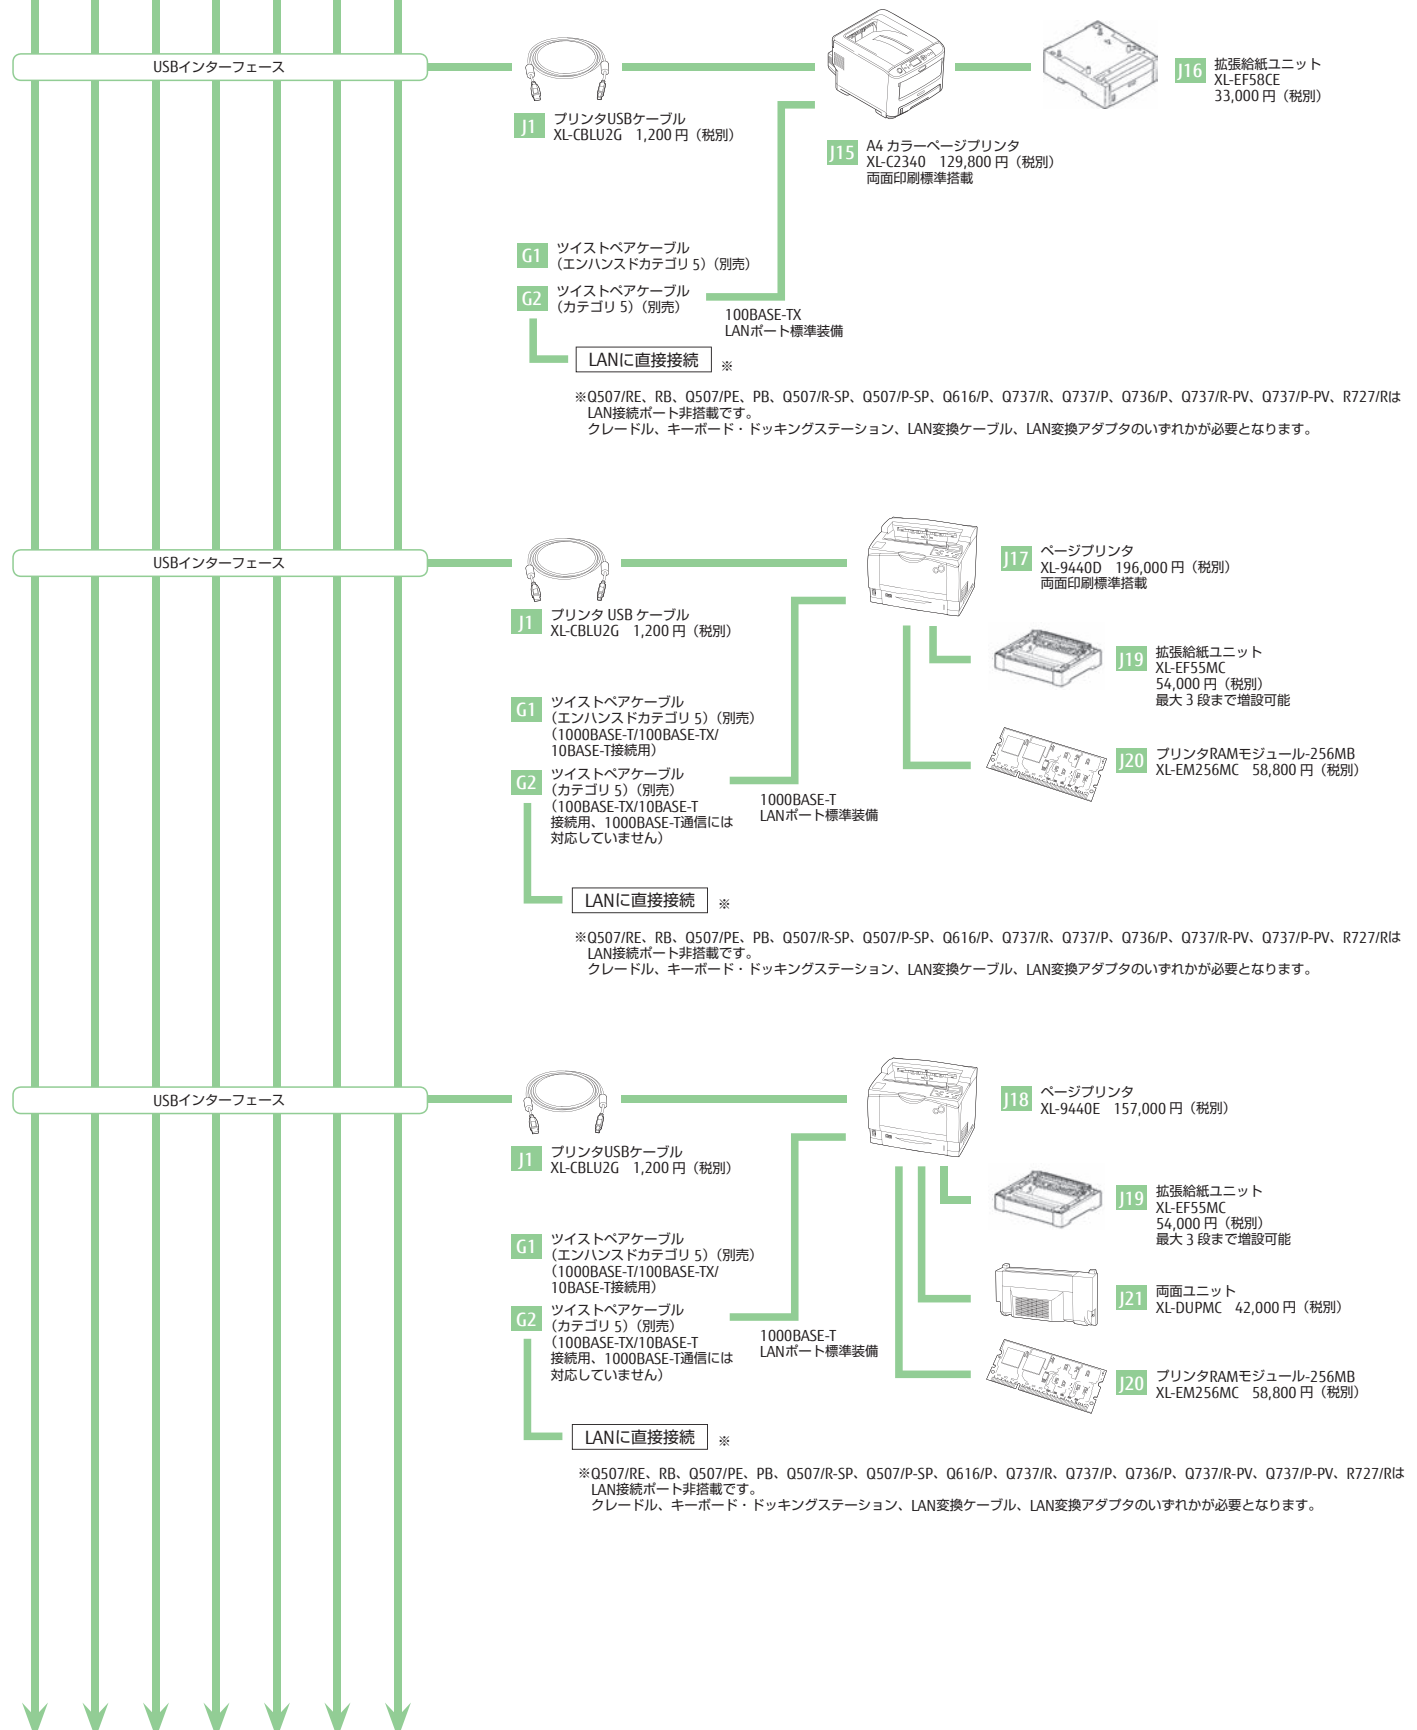 USBインターフェース
J1
プリンタUSBケーブル
XL-CBLU2G 1,200 円（税別）
J15
A4 カラーページプリンタ
XL-C2340 129,800 円（税別）
両面印刷標準搭載
J16
拡張給紙ユニット
XL-EF58CE
33,000 円（税別）
G1
ツイストペアケーブル
（エンハンスドカテゴリ 5）（別売）
G2
ツイストペアケーブル
（カテゴリ 5）（別売）
100BASE-TX
LANポート標準装備
LANに直接接続 ※
※Q507/RE、RB、Q507/PE、PB、Q507/R-SP、Q507/P-SP、Q616/P、Q737/R、Q737/P、Q736/P、Q737/R-PV、Q737/P-PV、R727/Rは
LAN接続ポート非搭載です。
クレードル、キーボード・ドッキングステーション、LAN変換ケーブル、LAN変換アダプタのいずれかが必要となります。
USBインターフェース
J1
プリンタ USB ケーブル
XL-CBLU2G 1,200 円（税別）
J17
ページプリンタ
XL-9440D 196,000 円（税別）
両面印刷標準搭載
J19
拡張給紙ユニット
XL-EF55MC
54,000 円（税別）
最大 3 段まで増設可能
J20
プリンタRAMモジュール-256MB
XL-EM256MC 58,800 円（税別）
G1
ツイストペアケーブル
（エンハンスドカテゴリ 5）（別売）
（1000BASE-T/100BASE-TX/
10BASE-T接続用）
G2
ツイストペアケーブル
（カテゴリ 5）（別売）
（100BASE-TX/10BASE-T
接続用、1000BASE-T通信には
対応していません）
1000BASE-T
LANポート標準装備
LANに直接接続 ※
※Q507/RE、RB、Q507/PE、PB、Q507/R-SP、Q507/P-SP、Q616/P、Q737/R、Q737/P、Q736/P、Q737/R-PV、Q737/P-PV、R727/Rは
LAN接続ポート非搭載です。
クレードル、キーボード・ドッキングステーション、LAN変換ケーブル、LAN変換アダプタのいずれかが必要となります。
USBインターフェース
J1
プリンタUSBケーブル
XL-CBLU2G 1,200 円（税別）
J18
ページプリンタ
XL-9440E 157,000 円（税別）
J19
拡張給紙ユニット
XL-EF55MC
54,000 円（税別）
最大 3 段まで増設可能
J21
両面ユニット
XL-DUPMC 42,000 円（税別）
J20
プリンタRAMモジュール-256MB
XL-EM256MC 58,800 円（税別）
G1
ツイストペアケーブル
（エンハンスドカテゴリ 5）（別売）
（1000BASE-T/100BASE-TX/
10BASE-T接続用）
G2
ツイストペアケーブル
（カテゴリ 5）（別売）
（100BASE-TX/10BASE-T
接続用、1000BASE-T通信には
対応していません）
1000BASE-T
LANポート標準装備
LANに直接接続 ※
※Q507/RE、RB、Q507/PE、PB、Q507/R-SP、Q507/P-SP、Q616/P、Q737/R、Q737/P、Q736/P、Q737/R-PV、Q737/P-PV、R727/Rは
LAN接続ポート非搭載です。
クレードル、キーボード・ドッキングステーション、LAN変換ケーブル、LAN変換アダプタのいずれかが必要となります。